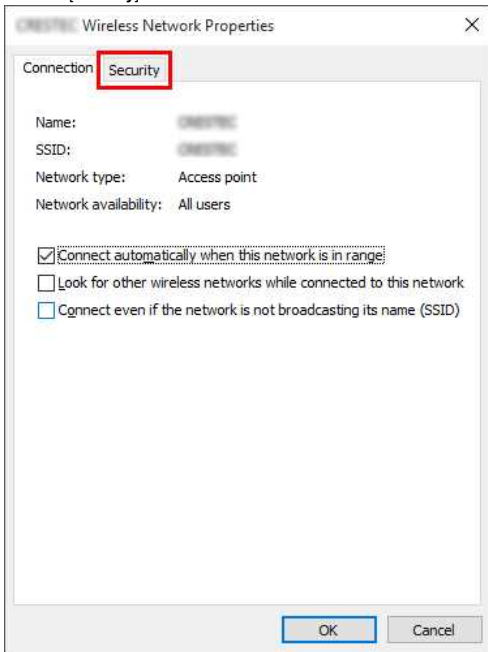 Wireless Network Properties
Connection Security
Name:
SSID:
Network type: Access point
Network availability: All users
Connect automatically when this network is in range
Look for other wireless networks while connected to this network
Connect even if the network is not broadcasting its name (SSID)
OK Cancel